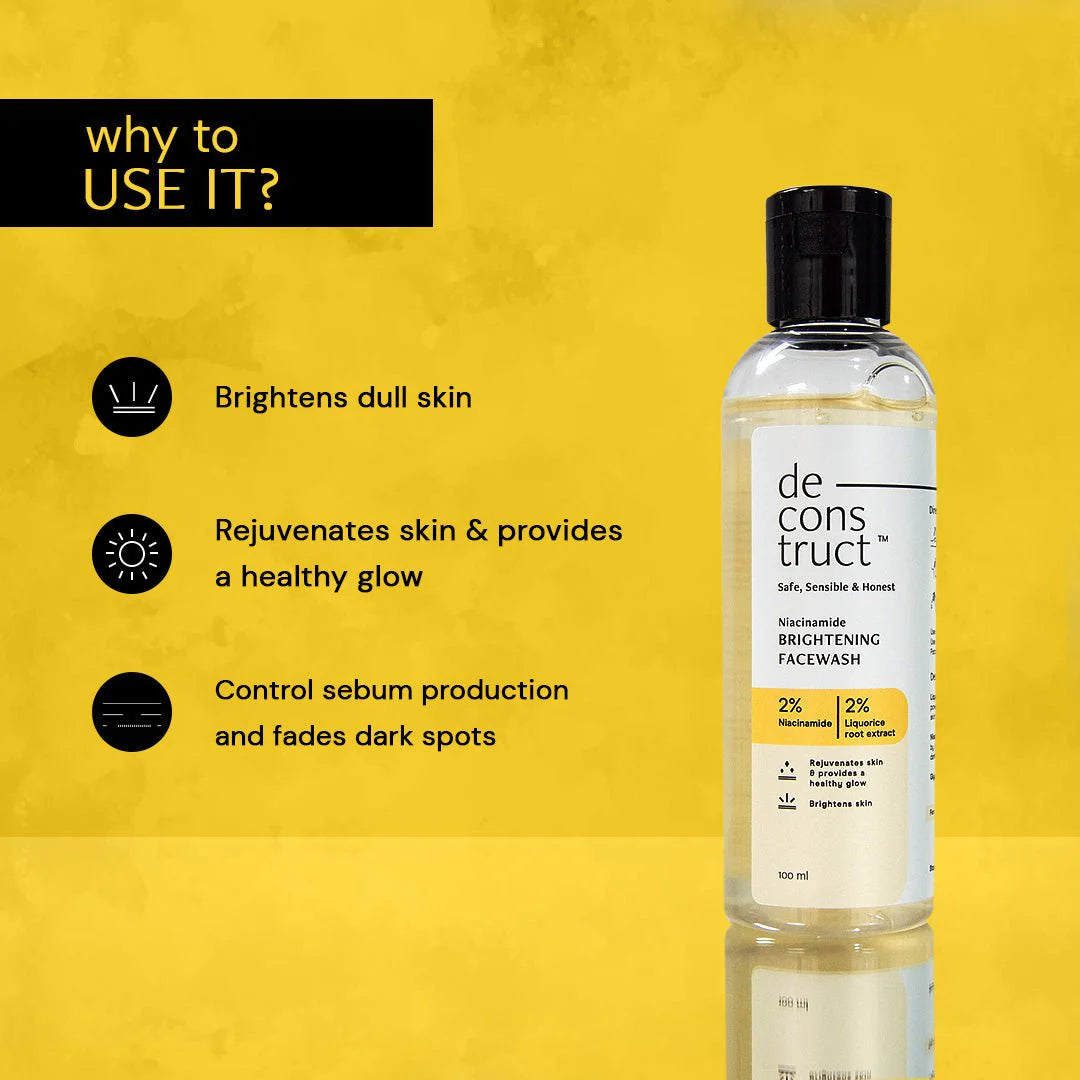 why to
USE IT?
Brightens dull skin
Rejuvenates skin & provides
a healthy glow
Control sebum production
and fades dark spots
de
cons
truct™
Safe, Sensible & Honest
Niacinamide
BRIGHTENING
FACEWASH
2%
Niacinamide
2%
Liquorice
root extract
Rejuvenates skin
& provides a
healthy glow
Brightens skin
100 ml